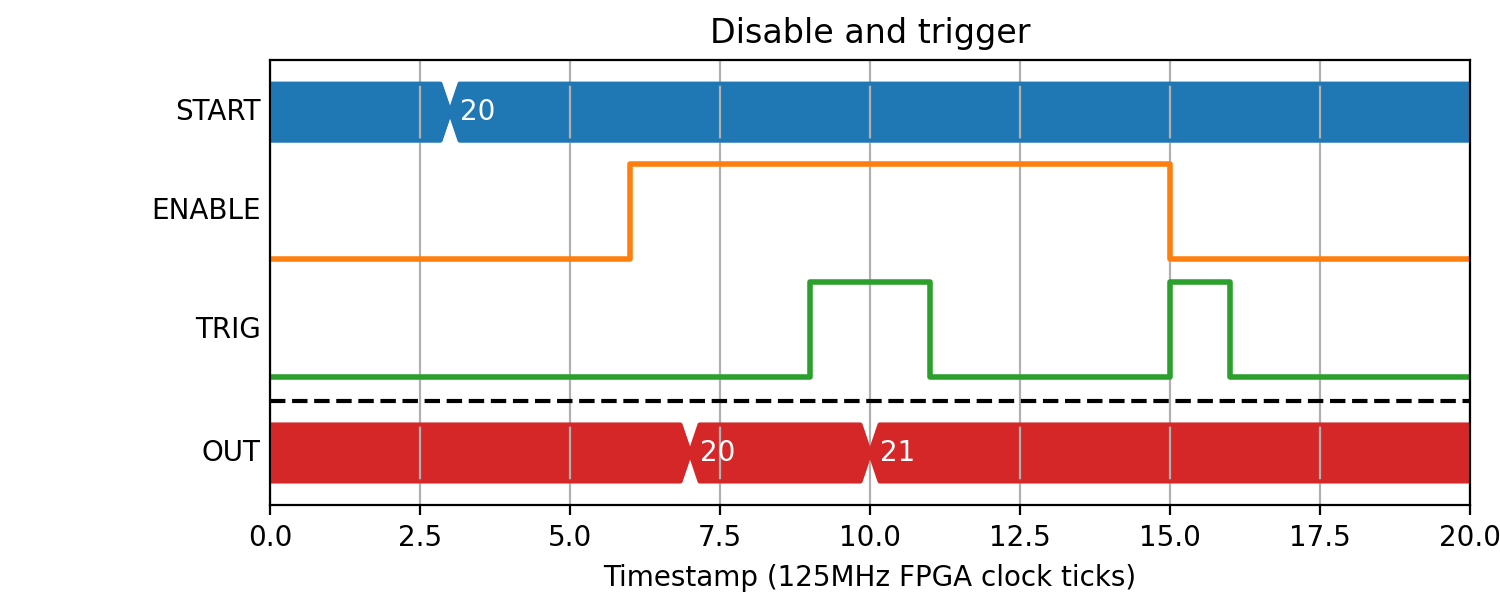 Disable and trigger
START 20
ENABLE
TRIG
OUT 20 21
0.0 2.5 5.0 7.5 10.0 12.5 15.0 17.5 20.0
Timestamp (125MHz FPGA clock ticks)